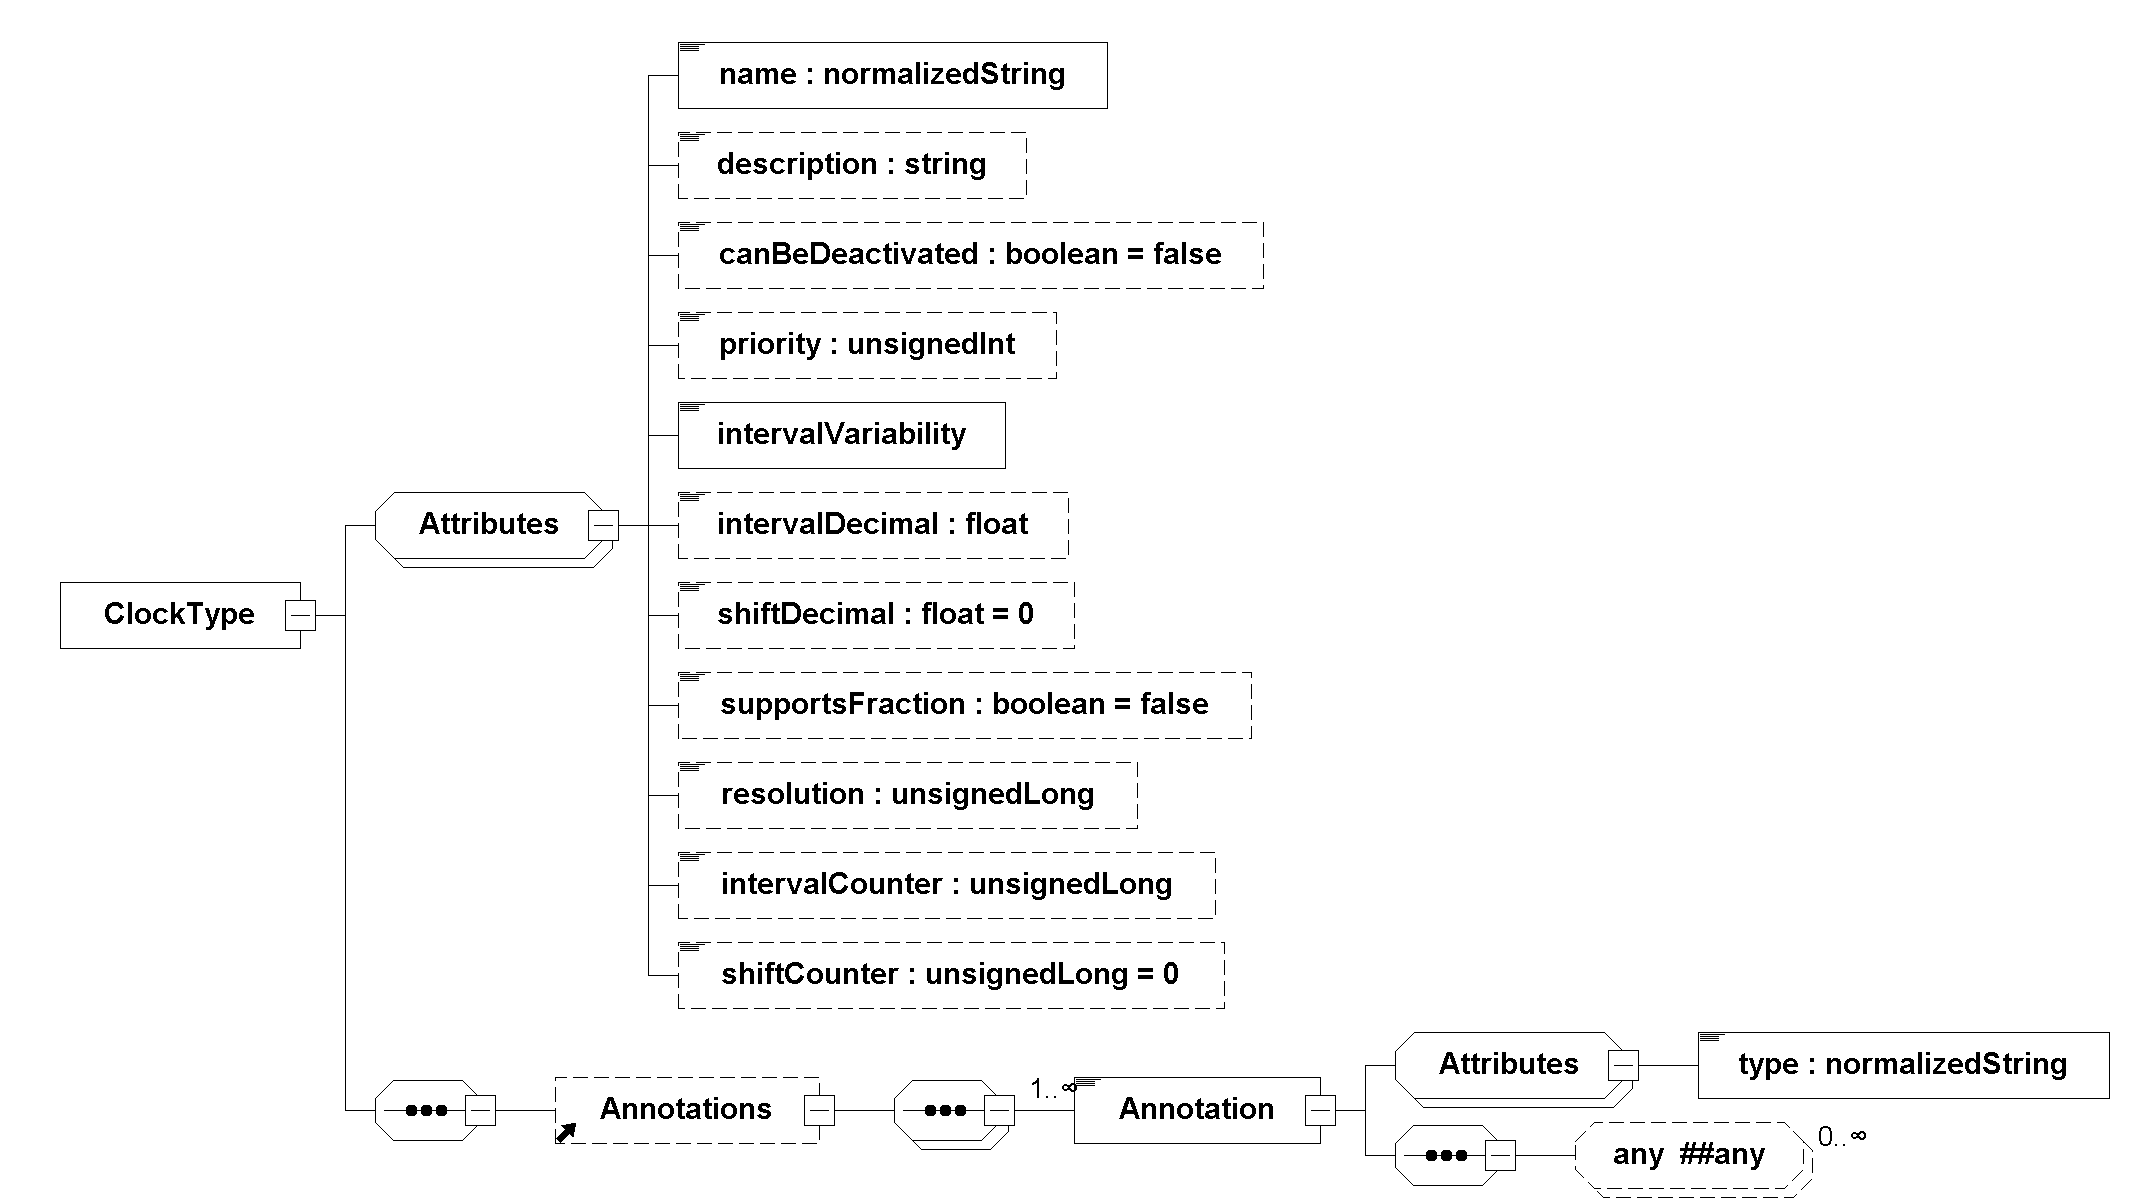 name : normalizedString
description : string
canBeDeactivated : boolean = false
priority : unsignedInt
intervalVariability
Attributes
intervalDecimal : float
ClockType
shiftDecimal : float = 0
supportsFraction : boolean = false
resolution : unsignedLong
intervalCounter : unsignedLong
shiftCounter : unsignedLong = 0
Attributes
type : normalizedString
Annotations
1..∞
Annotation
any ##any
0..∞